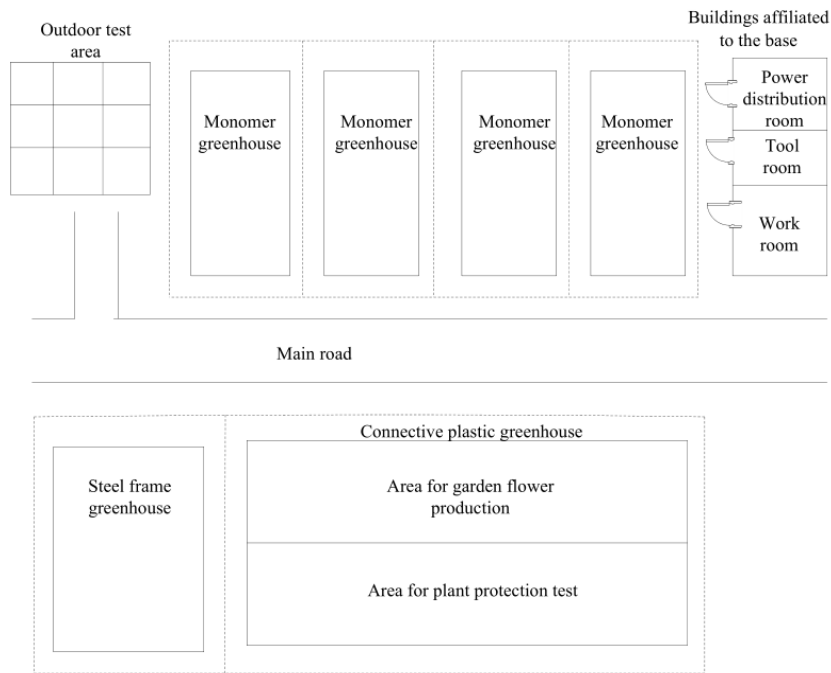 Outdoor test
area
Buildings affiliated
to the base
Monomer
greenhouse
Monomer
greenhouse
Monomer
greenhouse
Monomer
greenhouse
Power
distribution
room
Tool
room
Work
room
Main road
Steel frame
greenhouse
Connective plastic greenhouse
Area for garden flower
production
Area for plant protection test